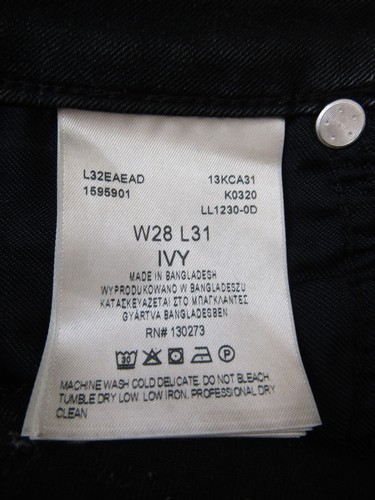 L32EAEAD 13KCA31
1595901 K0320
LL1230-0D
W28 L31
IVY
MADE IN BANGLADESH
WYPRODUKOWANO W BANGLADESZU
ΚΑΤΑΣΚΕΥΑΖΕΤΑΙ ΣΤΟ ΜΠΑΓΚΛΑΝΤΕΣ
GYÁRTVA BANGLADESBEN
RN# 130273
MACHINE WASH COLD DELICATE. DO NOT BLEACH.
TUMBLE DRY LOW. LOW IRON. PROFESSIONAL DRY
CLEAN